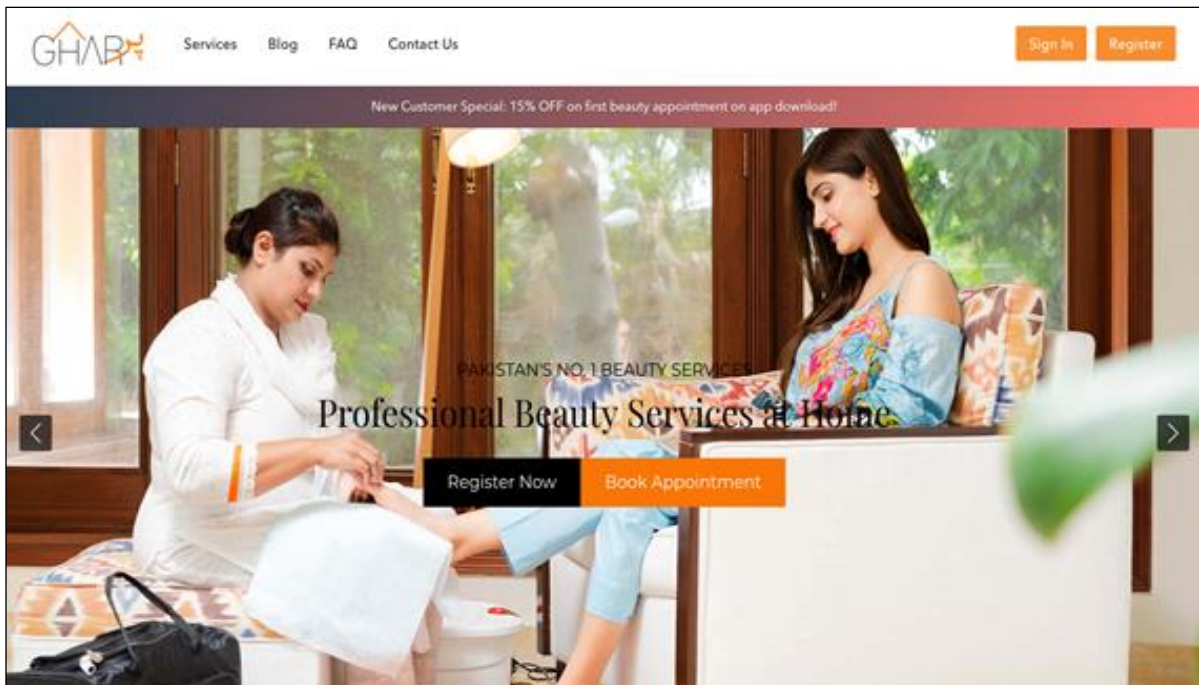 GHAR پر
Services Blog FAQ Contact Us
Sign In Register
New Customer Special: 15% OFF on first beauty appointment on app download!
PAKISTAN'S NO. 1 BEAUTY SERVICES
Professional Beauty Services at Home
Register Now Book Appointment